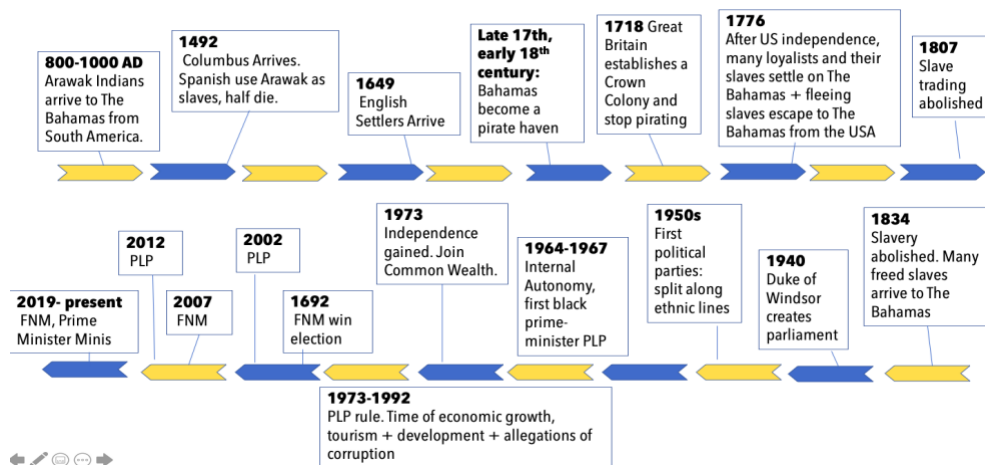 800-1000 AD
Arawak Indians
arrive to The
Bahamas from
South America.
1492
Columbus Arrives.
Spanish use Arawak as
slaves, half die.
1649
English
Settlers Arrive
Late 17th,
early 18th
century:
Bahamas
become a
pirate haven
1718 Great
Britain
establishes a
Crown
Colony and
stop pirating
1776
After US independence,
many loyalists and their
slaves settle on The
Bahamas + fleeing
slaves escape to
The Bahamas from the USA
1807
Slave
trading
abolished
2019- present
FNM, Prime
Minister Minis
2012
PLP
2007
FNM
2002
PLP
1692
FNM win
election
1973
Independence
gained. Join
Common Wealth.
1964-1967
Internal
Autonomy,
first black
prime-
minister PLP
1950s
First
political
parties:
split along
ethnic lines
1940
Duke of
Windsor
creates
parliament
1834
Slavery
abolished. Many
freed slaves
arrive to The
Bahamas
1973-1992
PLP rule. Time of economic growth,
tourism + development + allegations of
corruption